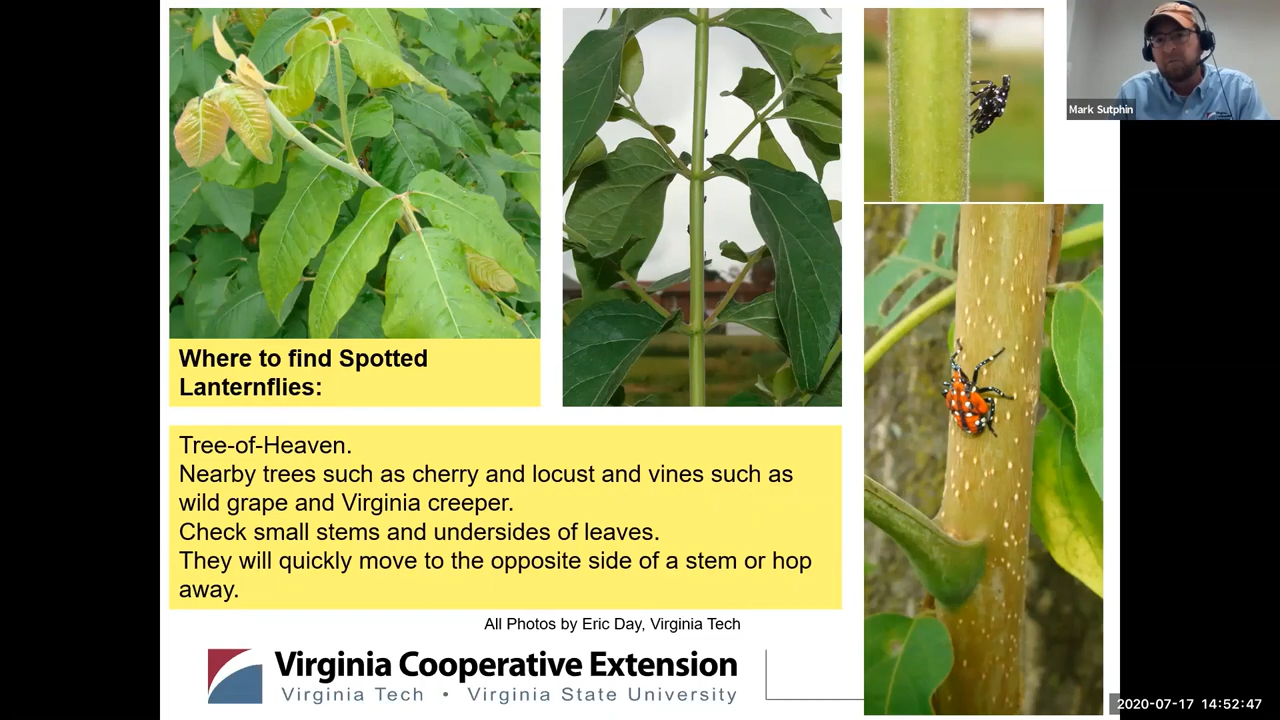 Mark Sutphin
Where to find Spotted
Lanternflies:
Tree-of-Heaven.
Nearby trees such as cherry and locust and vines such as
wild grape and Virginia creeper.
Check small stems and undersides of leaves.
They will quickly move to the opposite side of a stem or hop
away.
All Photos by Eric Day, Virginia Tech
Virginia Cooperative Extension
Virginia Tech • Virginia State University
2020-07-17 14:52:47